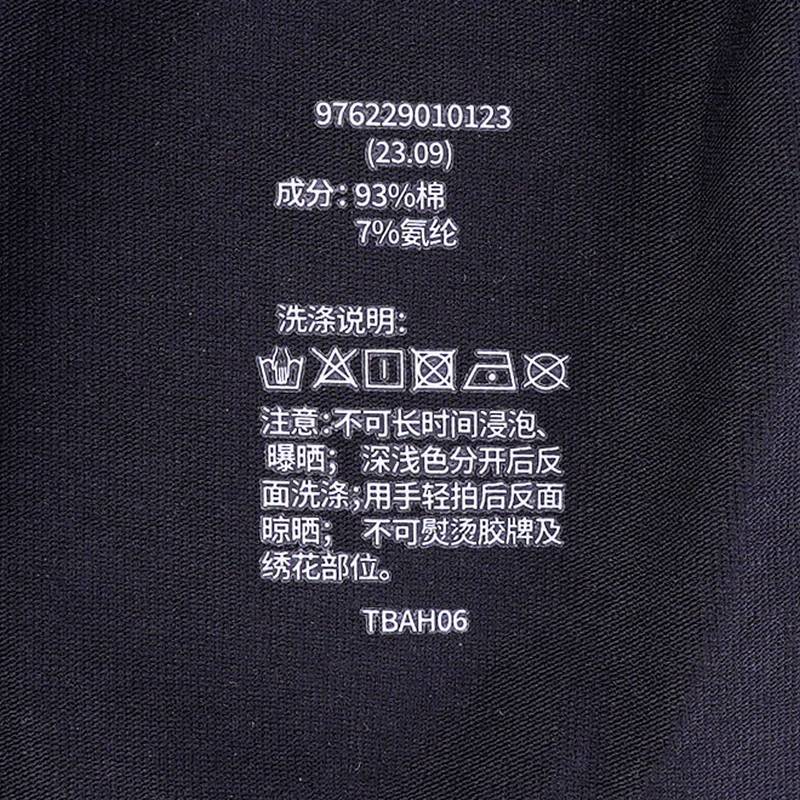 976229010123
(23.09)
成分：93%棉
7%氨纶
洗涤说明：
注意：不可长时间浸泡、
曝晒； 深浅色分开后反
面洗涤；用手轻拍后反面
晾晒； 不可熨烫胶牌及
绣花部位。
TBAH06